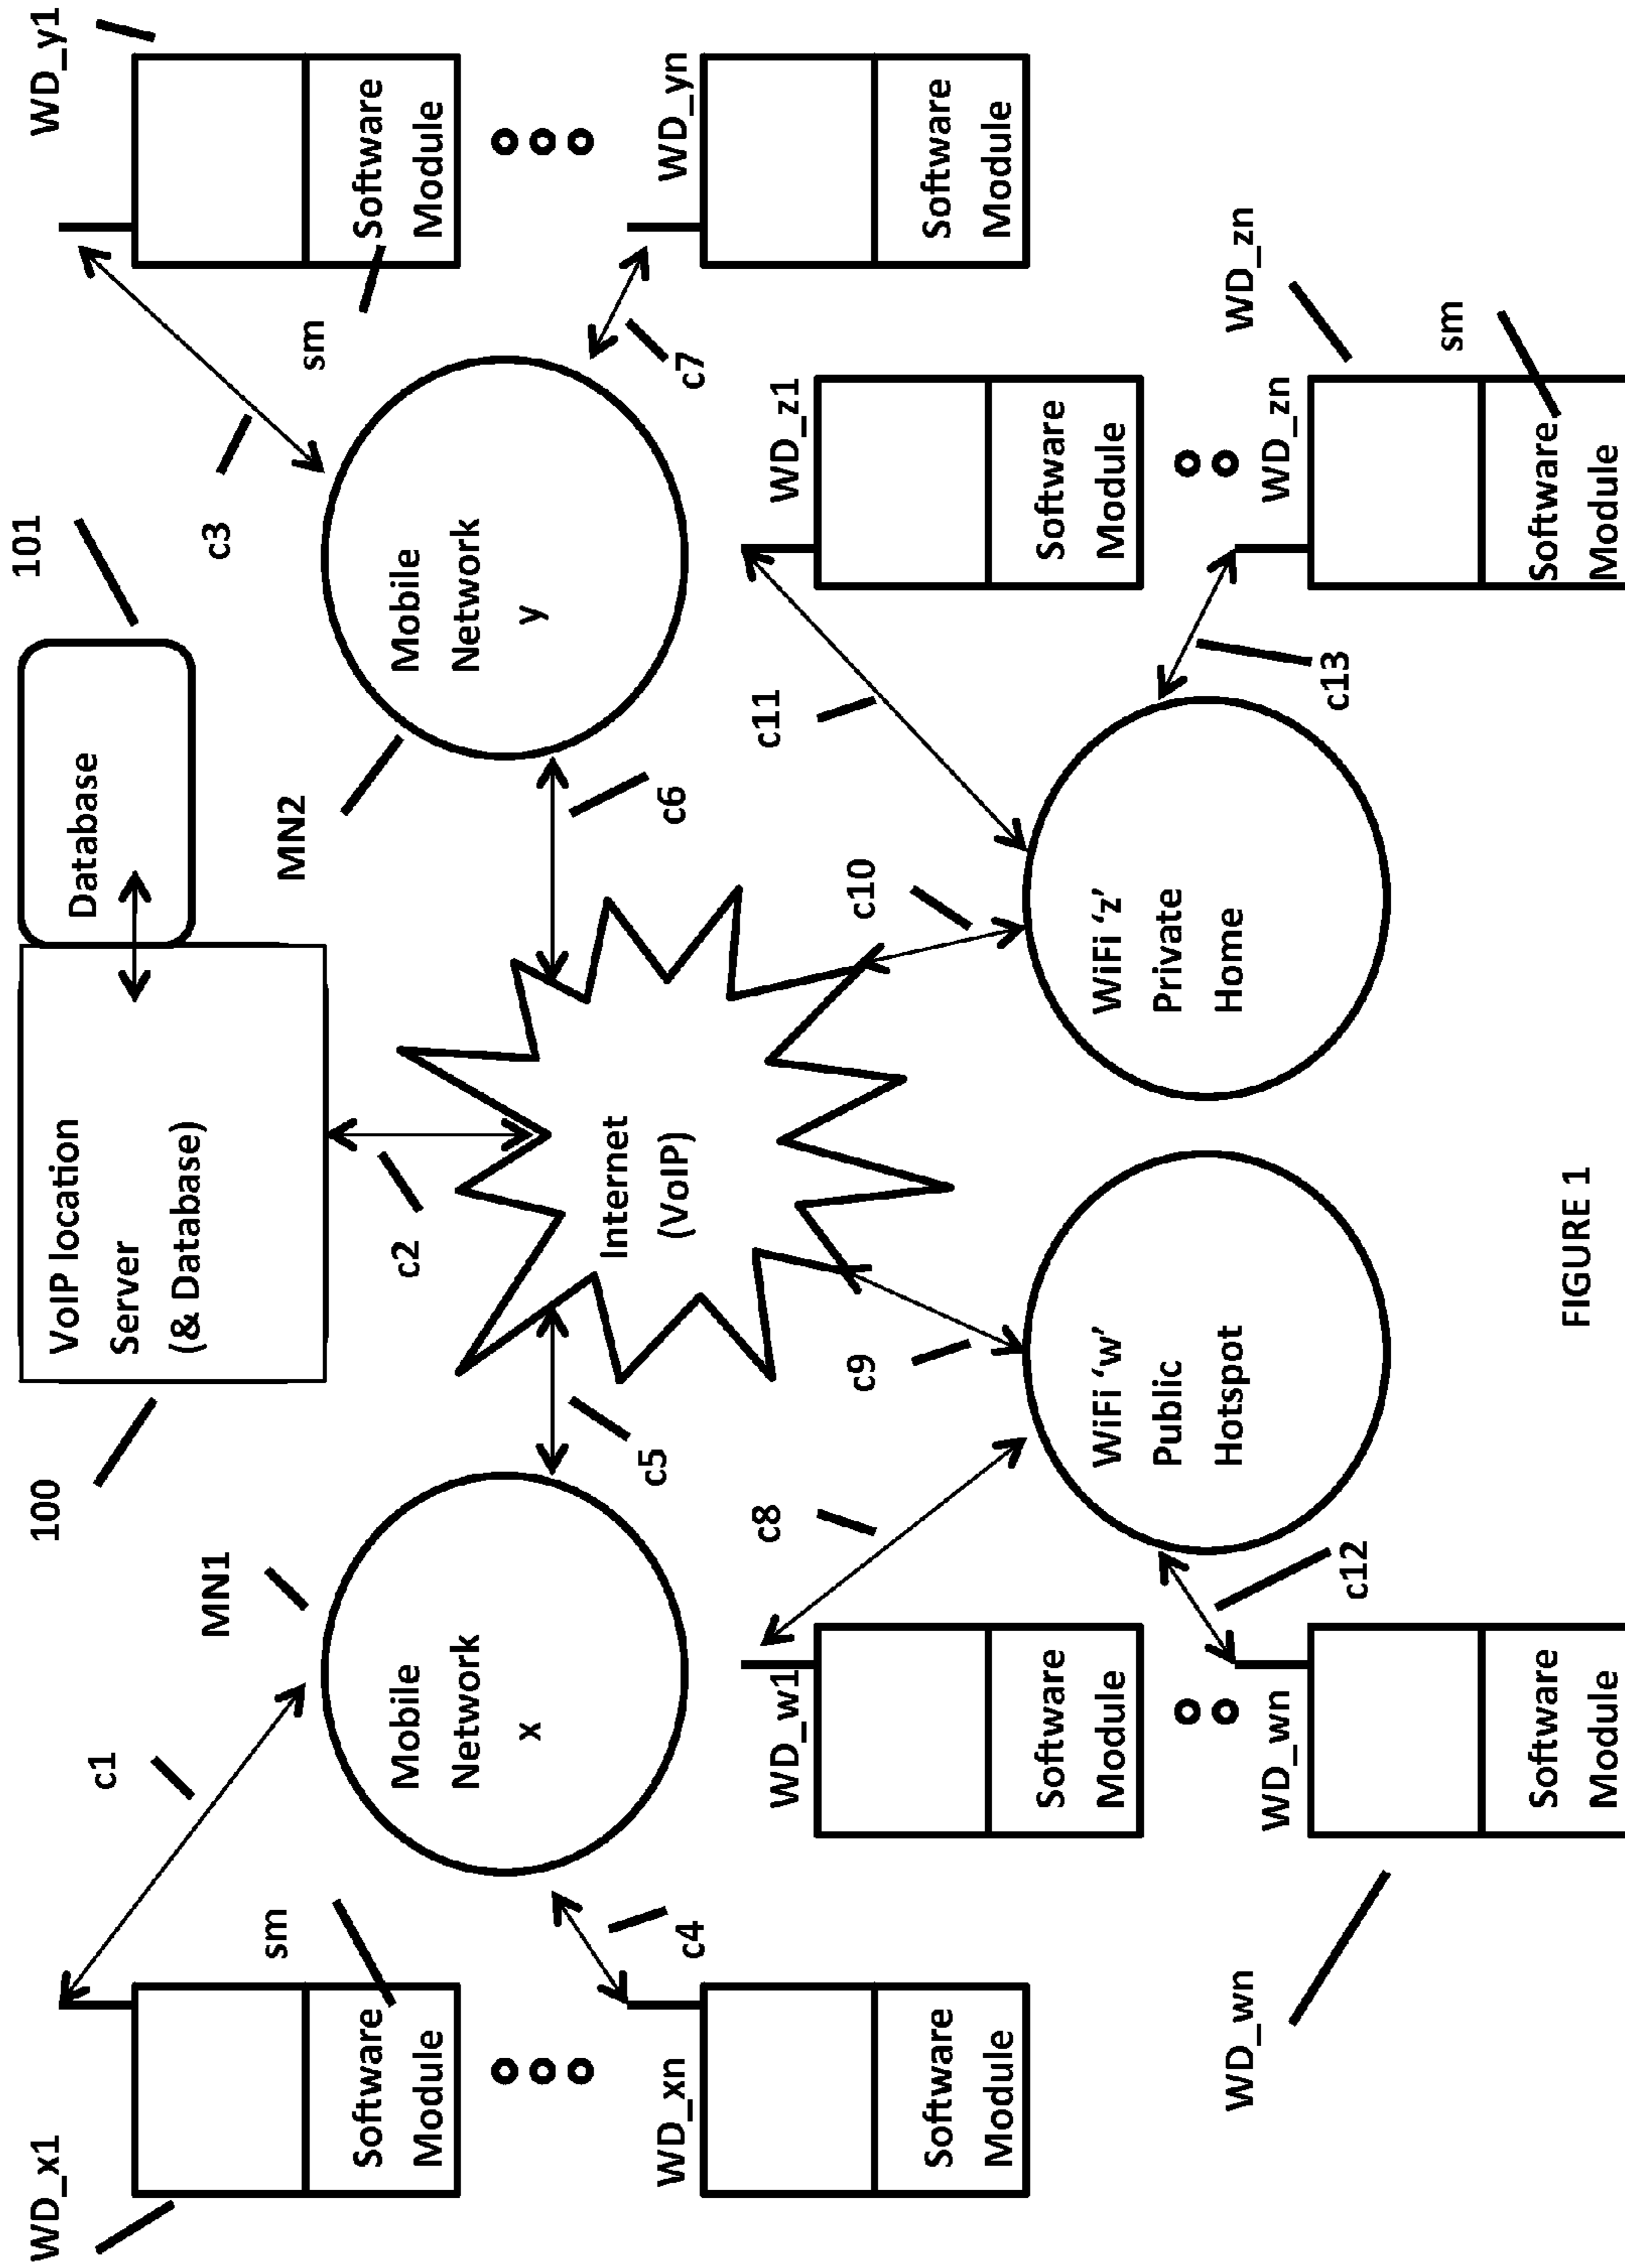 WD_x1
c1
MN1
100
VoIP location
Server
(& Database)
Database
101
c3
WD_y1
sm
Software
Module
Mobile
Network
x
c5
c2
Internet
(VoIP)
MN2
c6
Mobile
Network
y
sm
Software
Module
WD_xn
c4
Software
Module
WD_w1
c8
c9
c10
c11
WD_z1
c7
WD_yn
Software
Module
Software
Module
WiFi ‘w’
Public
Hotspot
WiFi ‘z’
Private
Home
Software
Module
WD_wn
WD_wn
c12
c13
WD_zn
WD_zn
sm
Software
Module
Software
Module
FIGURE 1